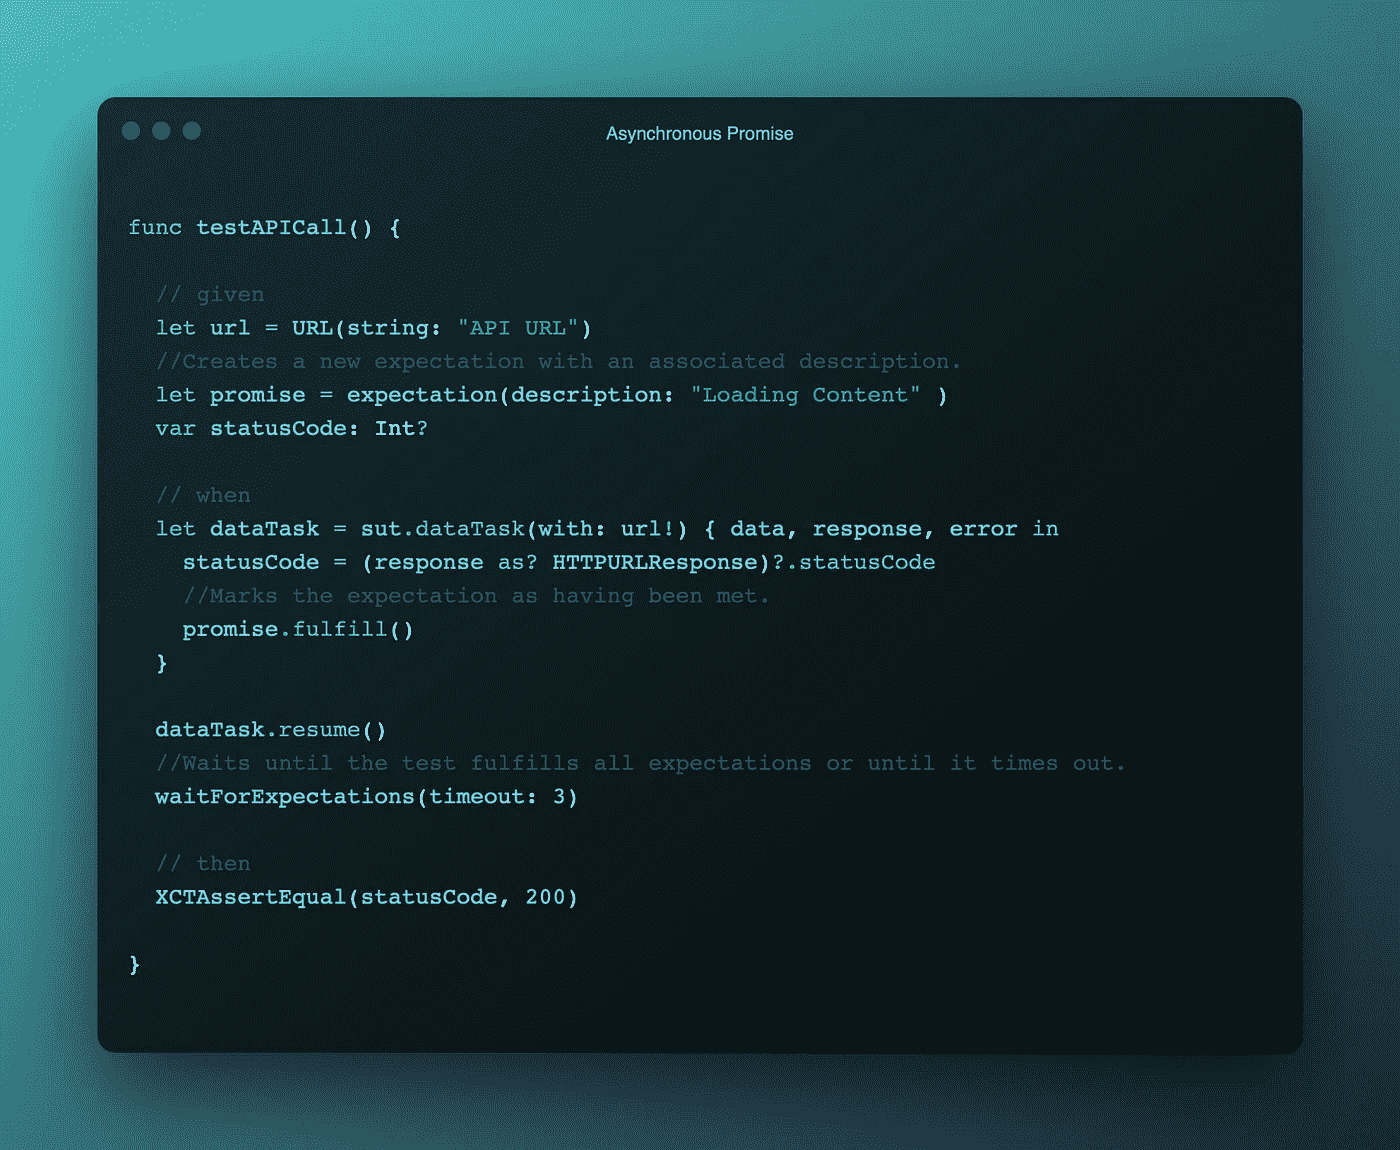 Asynchronous Promise
func testAPICall() {
// given
let url = URL(string: "API URL")
//Creates a new expectation with an associated description.
let promise = expectation(description: "Loading Content" )
var statusCode: Int?
// when
let dataTask = sut.dataTask(with: url!) { data, response, error in
statusCode = (response as? HTTPURLResponse)?.statusCode
//Marks the expectation as having been met.
promise.fulfill()
}
dataTask.resume()
//Waits until the test fulfills all expectations or until it times out.
waitForExpectations(timeout: 3)
// then
XCTAssertEqual(statusCode, 200)
}